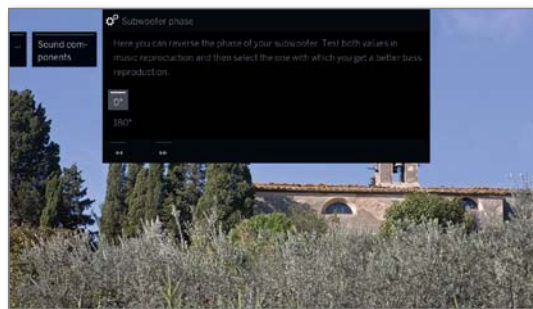 Subwoofer phase
... Sound com-
ponents
Here you can reverse the phase of your subwoofer. Test both values in
music reproduction and then select the one with which you get a better bass
reproduction.
0°
180°